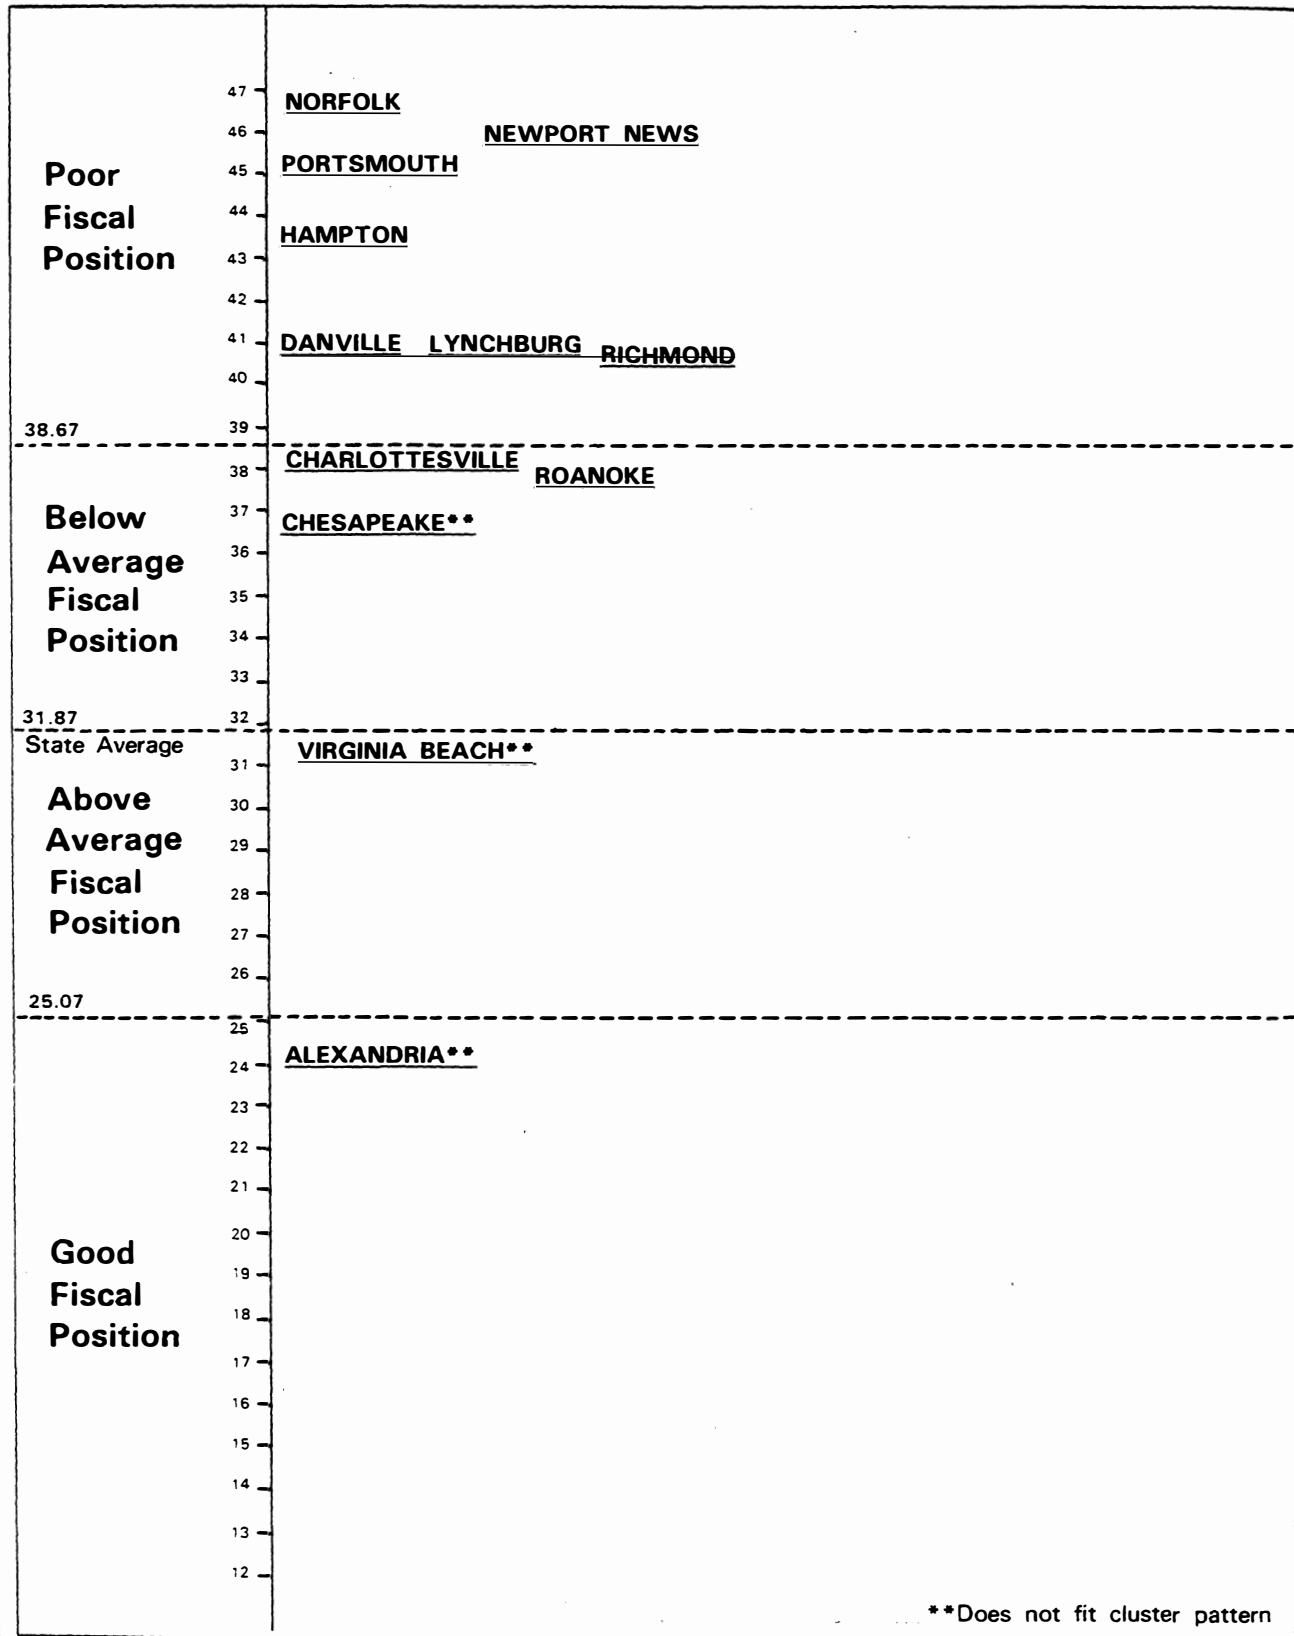 47
NORFOLK
46
NEWPORT NEWS
Poor
45
PORTSMOUTH
Fiscal
44
HAMPTON
Position
43
42
41
DANVILLE LYNCHBURG RICHMOND
40
38.67
39
CHARLOTTESVILLE
38
ROANOKE
Below
37
CHESAPEAKE**
Average
36
Fiscal
35
Position
34
33
31.87
32
State Average
VIRGINIA BEACH**
31
Above
30
Average
29
Fiscal
28
Position
27
26
25.07
25
ALEXANDRIA**
24
23
22
21
20
Good
19
Fiscal
18
Position
17
16
15
14
13
12
**Does not fit cluster pattern